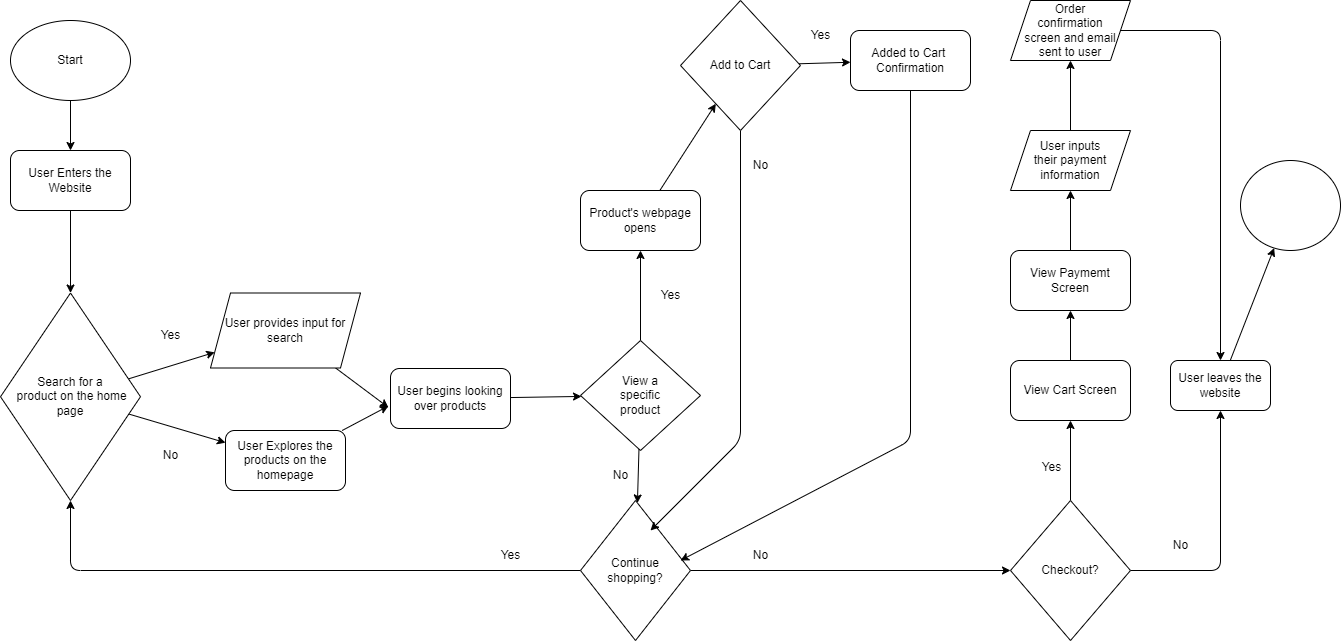 Start
User Enters the
Website
Search for a
product on the home
page
Yes
No
User provides input for
search
User Explores the
products on the
homepage
User begins looking
over products
View a
specific
product
Yes
No
Product's webpage
opens
Add to Cart
Yes
No
Added to Cart
Confirmation
Continue
shopping?
Yes
No
Checkout?
Yes
No
View Cart Screen
View Paymemt
Screen
User inputs
their payment
information
Order
confirmation
screen and email
sent to user
User leaves the
website